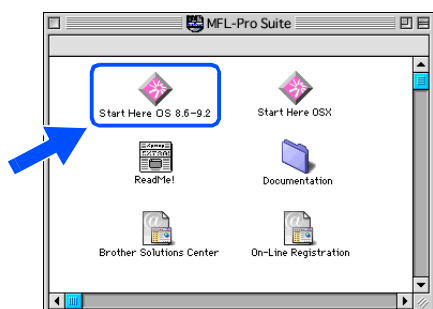 MFL-Pro Suite
Start Here OS 8.6-9.2
Start Here OSX
EXTRA!
ReadMe!
Documentation
Brother Solutions Center
On-Line Registration